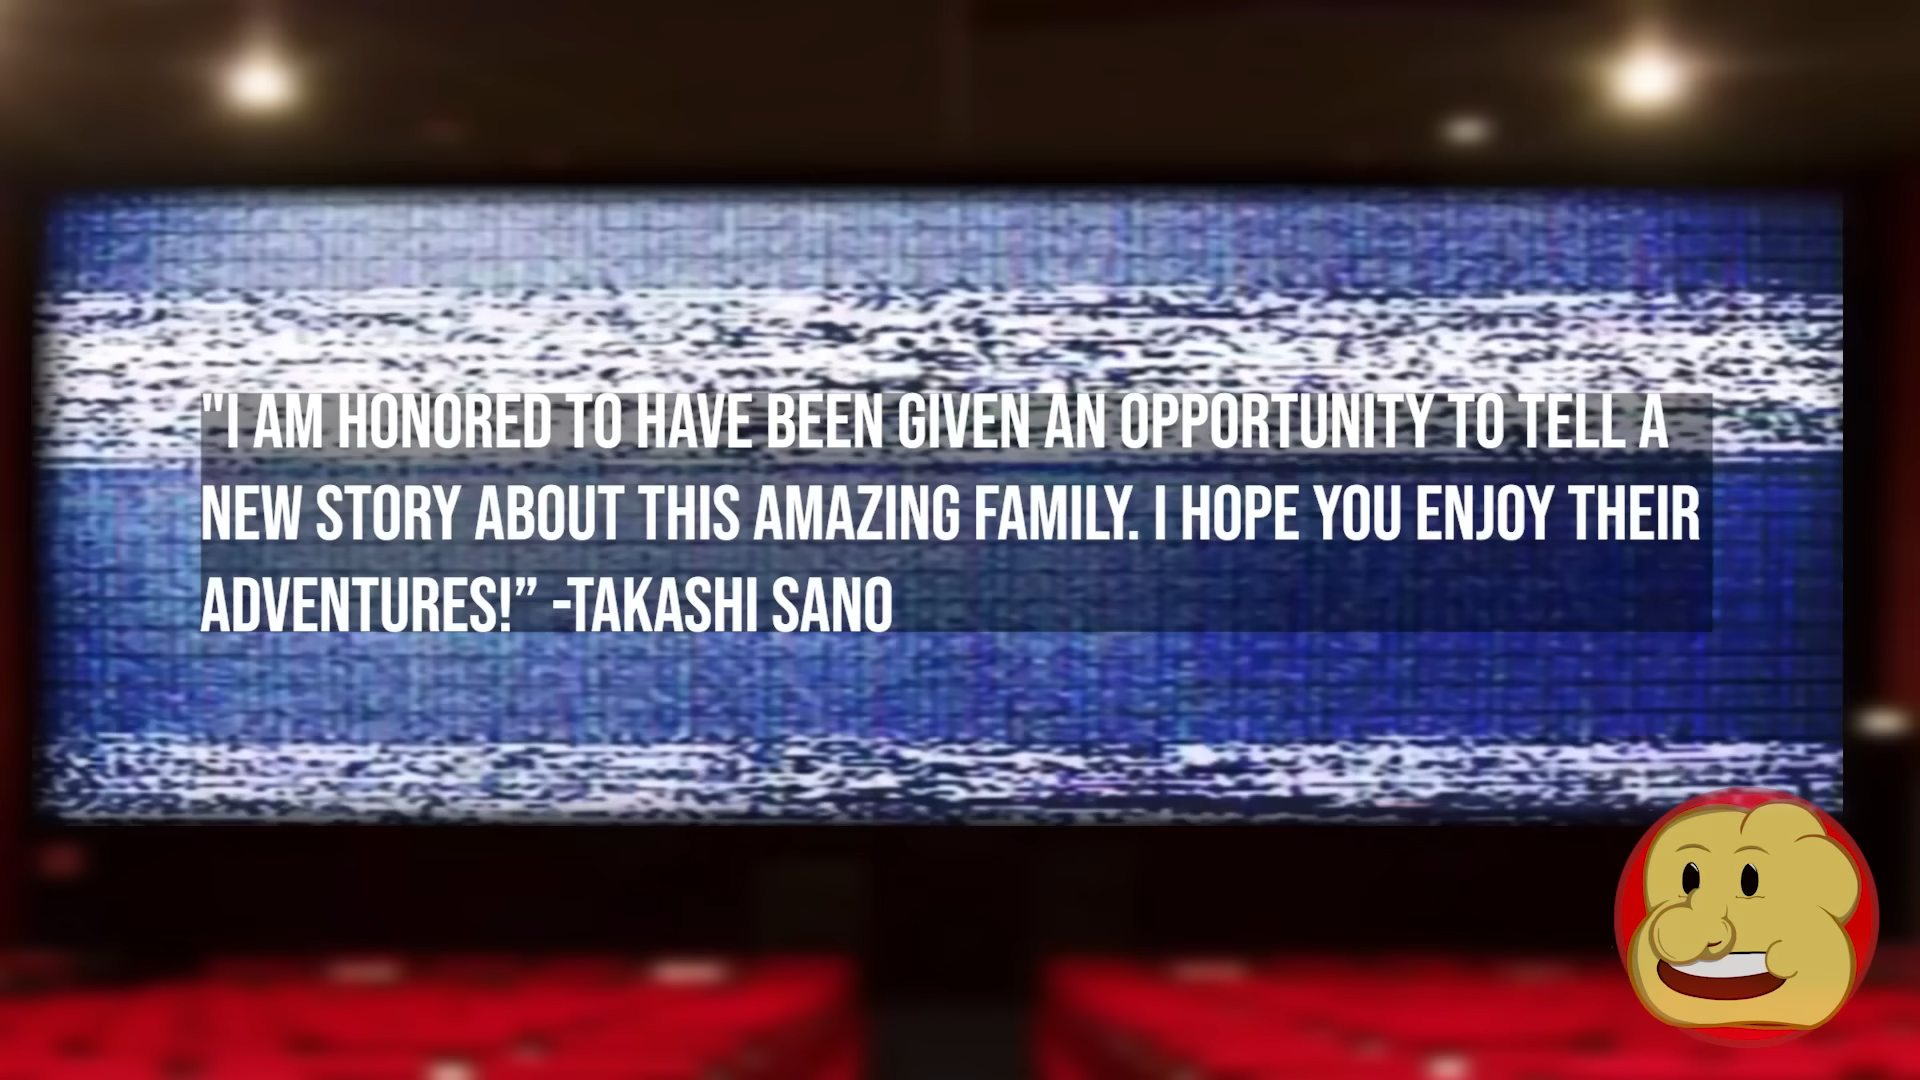 "I AM HONORED TO HAVE BEEN GIVEN AN OPPORTUNITY TO TELL A
NEW STORY ABOUT THIS AMAZING FAMILY. I HOPE YOU ENJOY THEIR
ADVENTURES!” -TAKASHI SANO